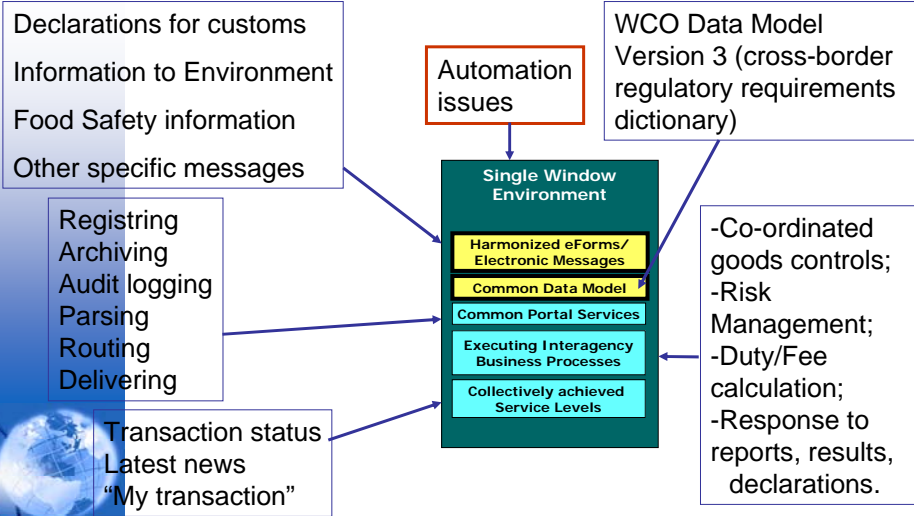 Declarations for customs
Information to Environment
Food Safety information
Other specific messages
Automation
issues
WCO Data Model
Version 3 (cross-border
regulatory requirements
dictionary)
Registring
Archiving
Audit logging
Parsing
Routing
Delivering
Single Window
Environment
Harmonized eForms/
Electronic Messages
Common Data Model
Common Portal Services
Executing Interagency
Business Processes
Collectively achieved
Service Levels
-Co-ordinated
goods controls;
-Risk
Management;
-Duty/Fee
calculation;
-Response to
reports, results,
declarations.
Transaction status
Latest news
“My transaction”